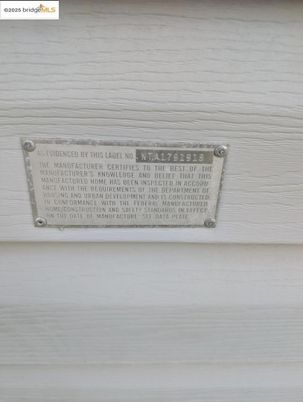 ©2025 bridgeMLS
AS EVIDENCED BY THIS LABEL NO. NTA1791918
THE MANUFACTURER CERTIFIES TO THE BEST OF THE
MANUFACTURER'S KNOWLEDGE AND BELIEF THAT THIS
MANUFACTURED HOME HAS BEEN INSPECTED IN ACCORD-
ANCE WITH THE REQUIREMENTS OF THE DEPARTMENT OF
HOUSING AND URBAN DEVELOPMENT AND IS CONSTRUCTED
IN CONFORMANCE WITH THE FEDERAL MANUFACTURED
HOME CONSTRUCTION AND SAFETY STANDARDS IN EFFECT
ON THE DATE OF MANUFACTURE. SEE DATA PLATE.